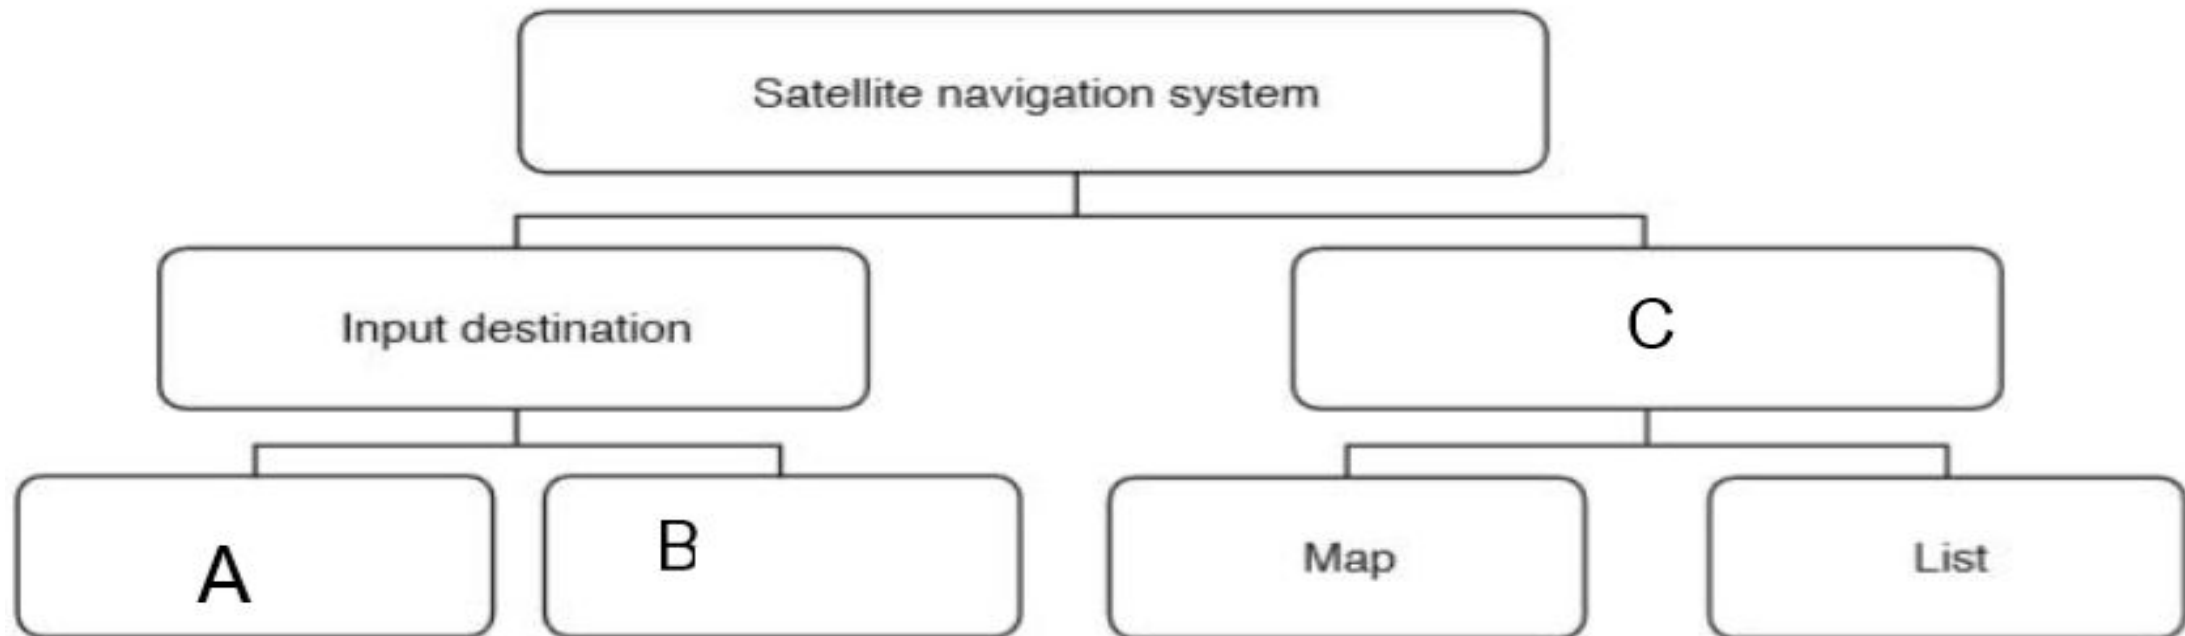 Satellite navigation system
Input destination
C
A
B
Map
List